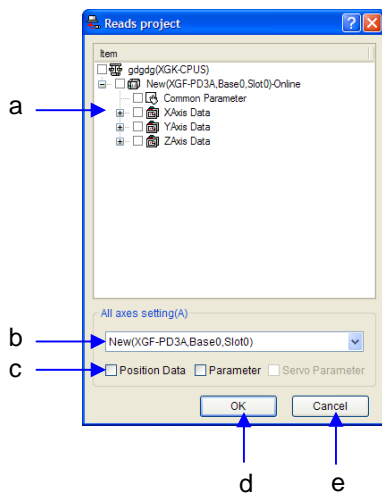 Reads project
Item
gdgdg(XGK-CPUS)
New(XGF-PD3A,Base0,Slot0)-Online
Common Parameter
a
XAxis Data
YAxis Data
ZAxis Data
All axes setting(A)
b
New(XGF-PD3A,Base0,Slot0)
c
Position Data Parameter Servo Parameter
OK Cancel
d e